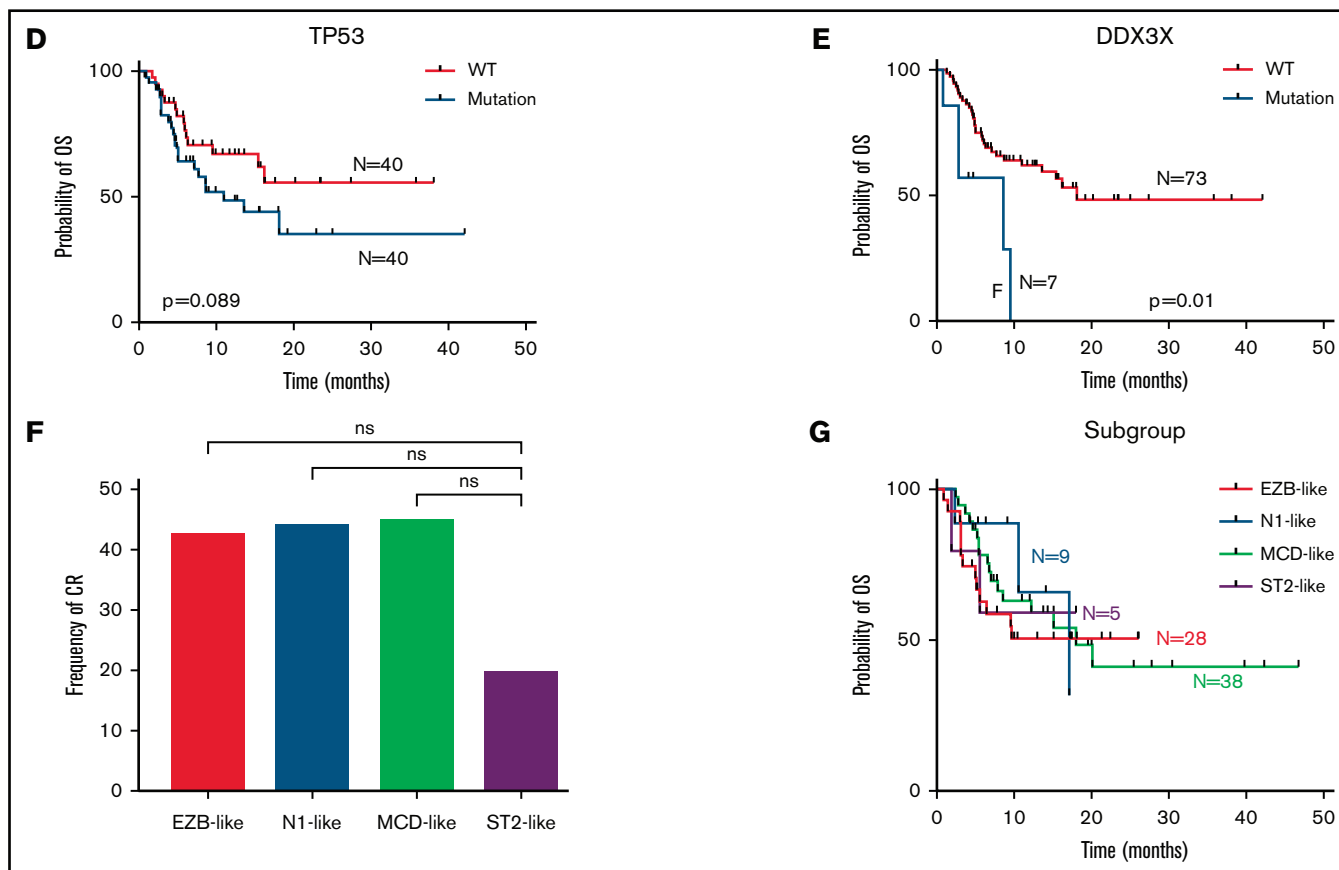 D
TP53
WT
Mutation
100
50
0
Probability of OS
N=40
N=40
p=0.089
0 10 20 30 40 50
Time (months)
E
DDX3X
WT
Mutation
100
50
0
Probability of OS
N=73
F
N=7
p=0.01
0 10 20 30 40 50
Time (months)
F
ns
ns
ns
50
40
30
20
10
0
Frequency of CR
EZB-like N1-like MCD-like ST2-like
G
Subgroup
EZB-like
N1-like
MCD-like
ST2-like
100
50
0
Probability of OS
N=9
N=5
N=28
N=38
0 10 20 30 40 50
Time (months)